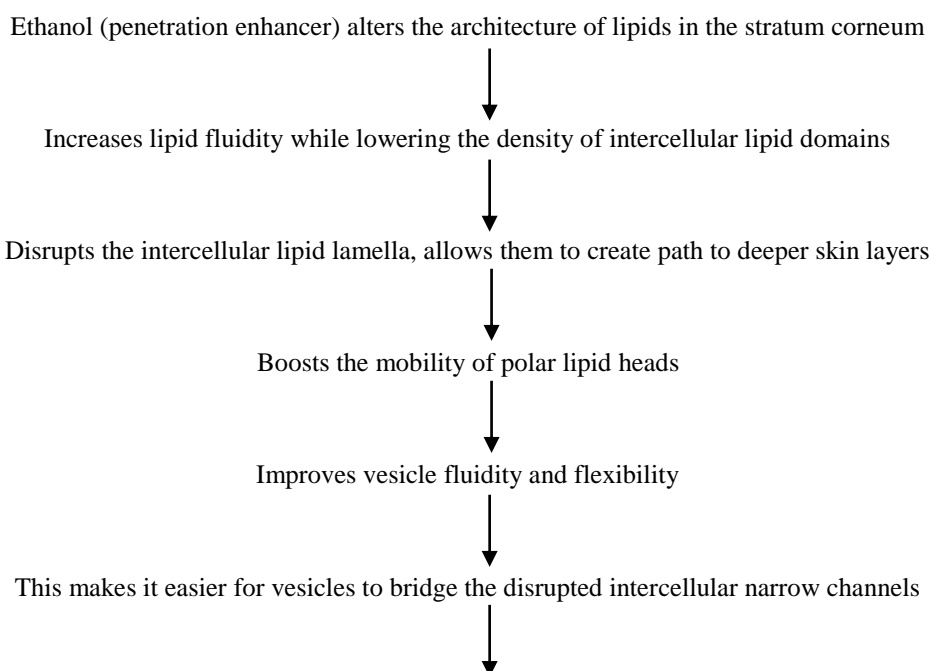 Ethanol (penetration enhancer) alters the architecture of lipids in the stratum corneum
Increases lipid fluidity while lowering the density of intercellular lipid domains
Disrupts the intercellular lipid lamella, allows them to create path to deeper skin layers
Boosts the mobility of polar lipid heads
Improves vesicle fluidity and flexibility
This makes it easier for vesicles to bridge the disrupted intercellular narrow channels